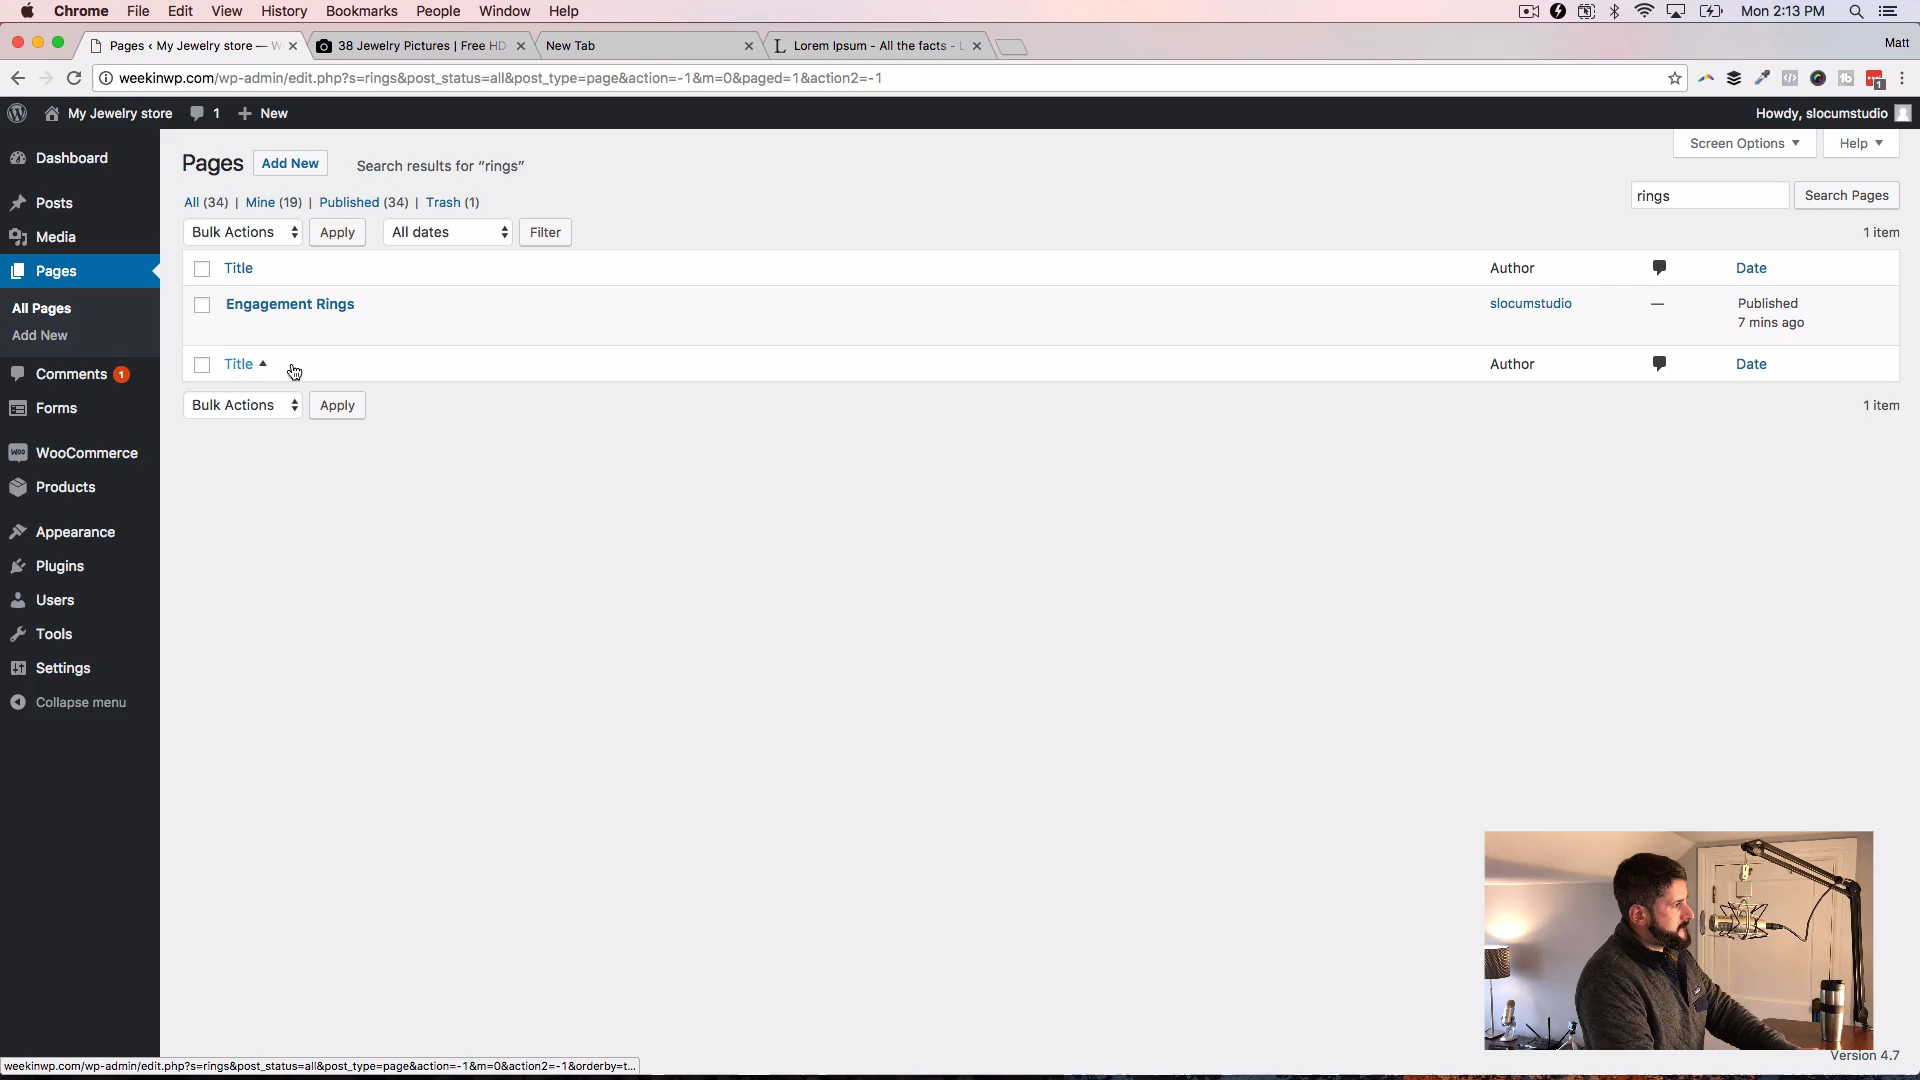 Chrome File Edit View History Bookmarks People Window Help Mon 2:13 PM
Pages ‹ My Jewelry store — W 38 Jewelry Pictures | Free HD New Tab Lorem Ipsum - All the facts - L Matt
weekinwp.com/wp-admin/edit.php?s=rings&post_status=all&post_type=page&action=-1&m=0&paged=1&action2=-1 1
My Jewelry store 1 + New Howdy, slocumstudio
Screen Options Help
Dashboard
Posts
Media
Pages
All Pages
Add New
Comments 1
Forms
WOO WooCommerce
Products
Appearance
Plugins
Users
Tools
Settings
Collapse menu
Pages Add New Search results for “rings”
All (34) | Mine (19) | Published (34) | Trash (1)
rings Search Pages
Bulk Actions Apply All dates Filter 1 item
Title Author Date
Engagement Rings slocumstudio — Published
7 mins ago
Title Author Date
Bulk Actions Apply 1 item
Version 4.7
weekinwp.com/wp-admin/edit.php?s=rings&post_status=all&post_type=page&action=-1&m=0&action2=-1&orderby=t...